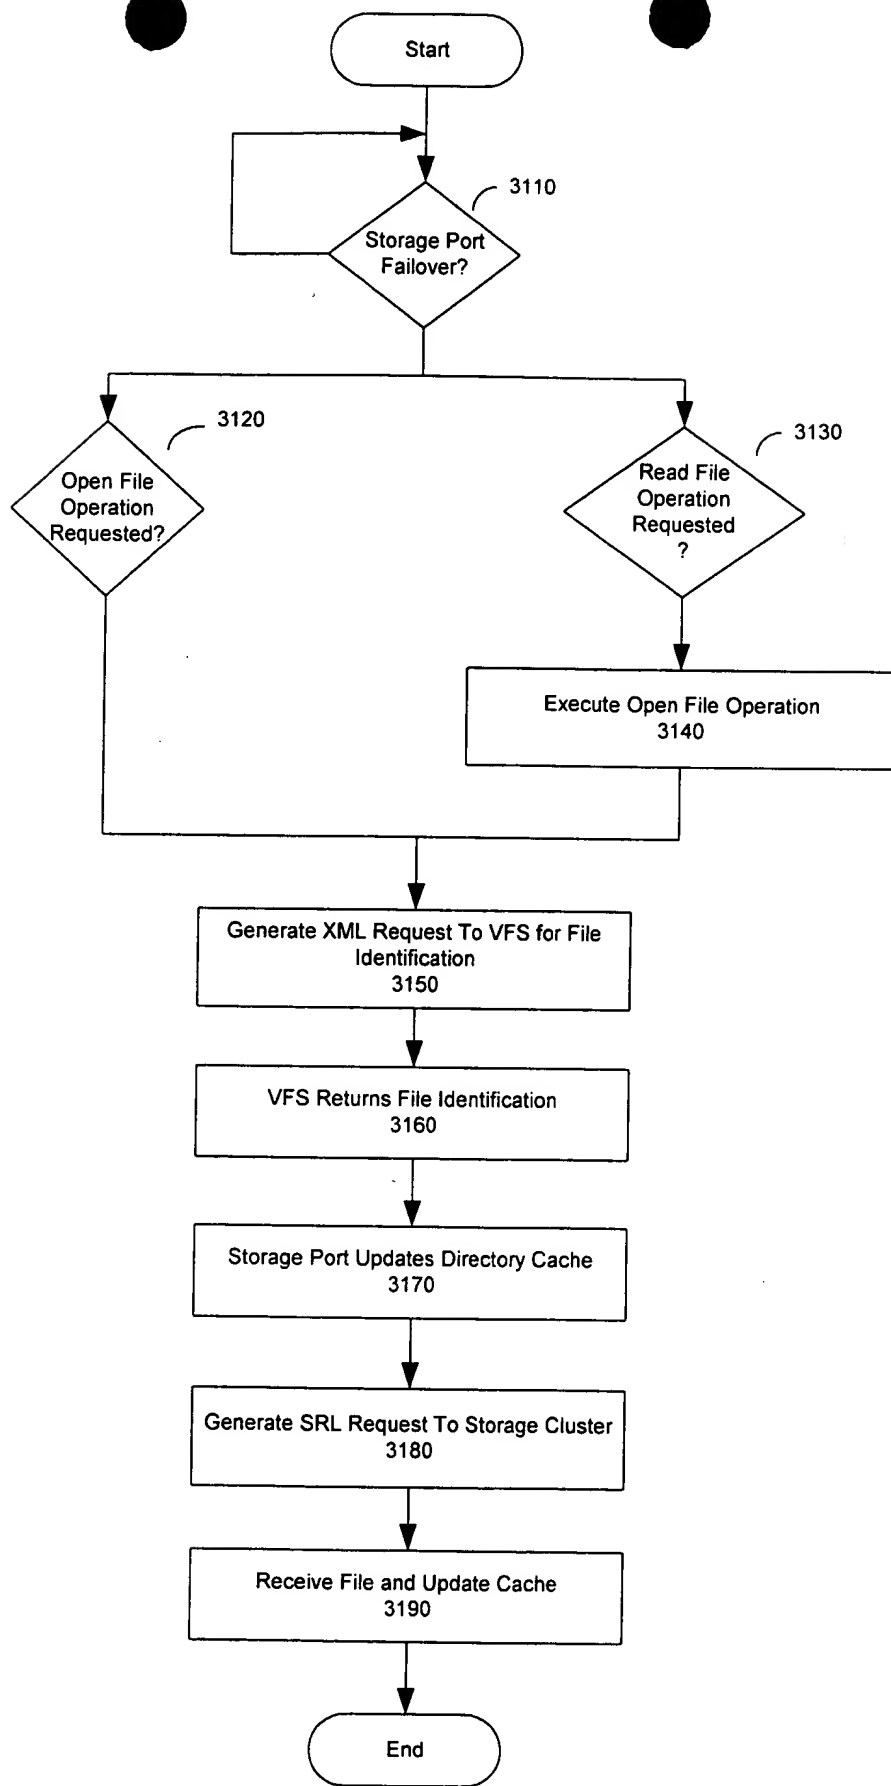 Start
3110
Storage Port
Failover?
3120
3130
Open File
Operation
Requested?
Read File
Operation
Requested
?
Execute Open File Operation
3140
Generate XML Request To VFS for File
Identification
3150
VFS Returns File Identification
3160
Storage Port Updates Directory Cache
3170
Generate SRL Request To Storage Cluster
3180
Receive File and Update Cache
3190
End